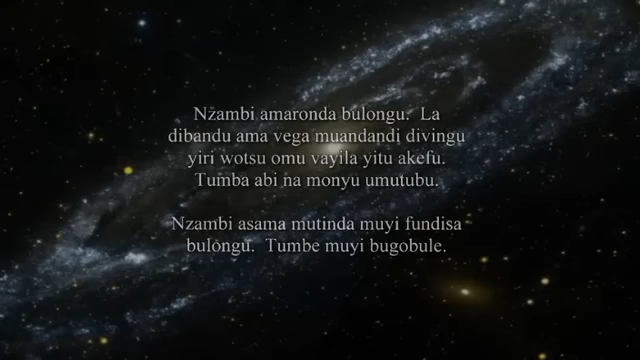 Nzambi amaronda bulongu.  La
dibandu ama vega muandandi divingu
yiri wotsu omu vayila yitu akefu.
Tumba abi na monyu umutubu.
Nzambi asama mutinda muyi fundisa
bulongu.  Tumbe muyi bugobule.